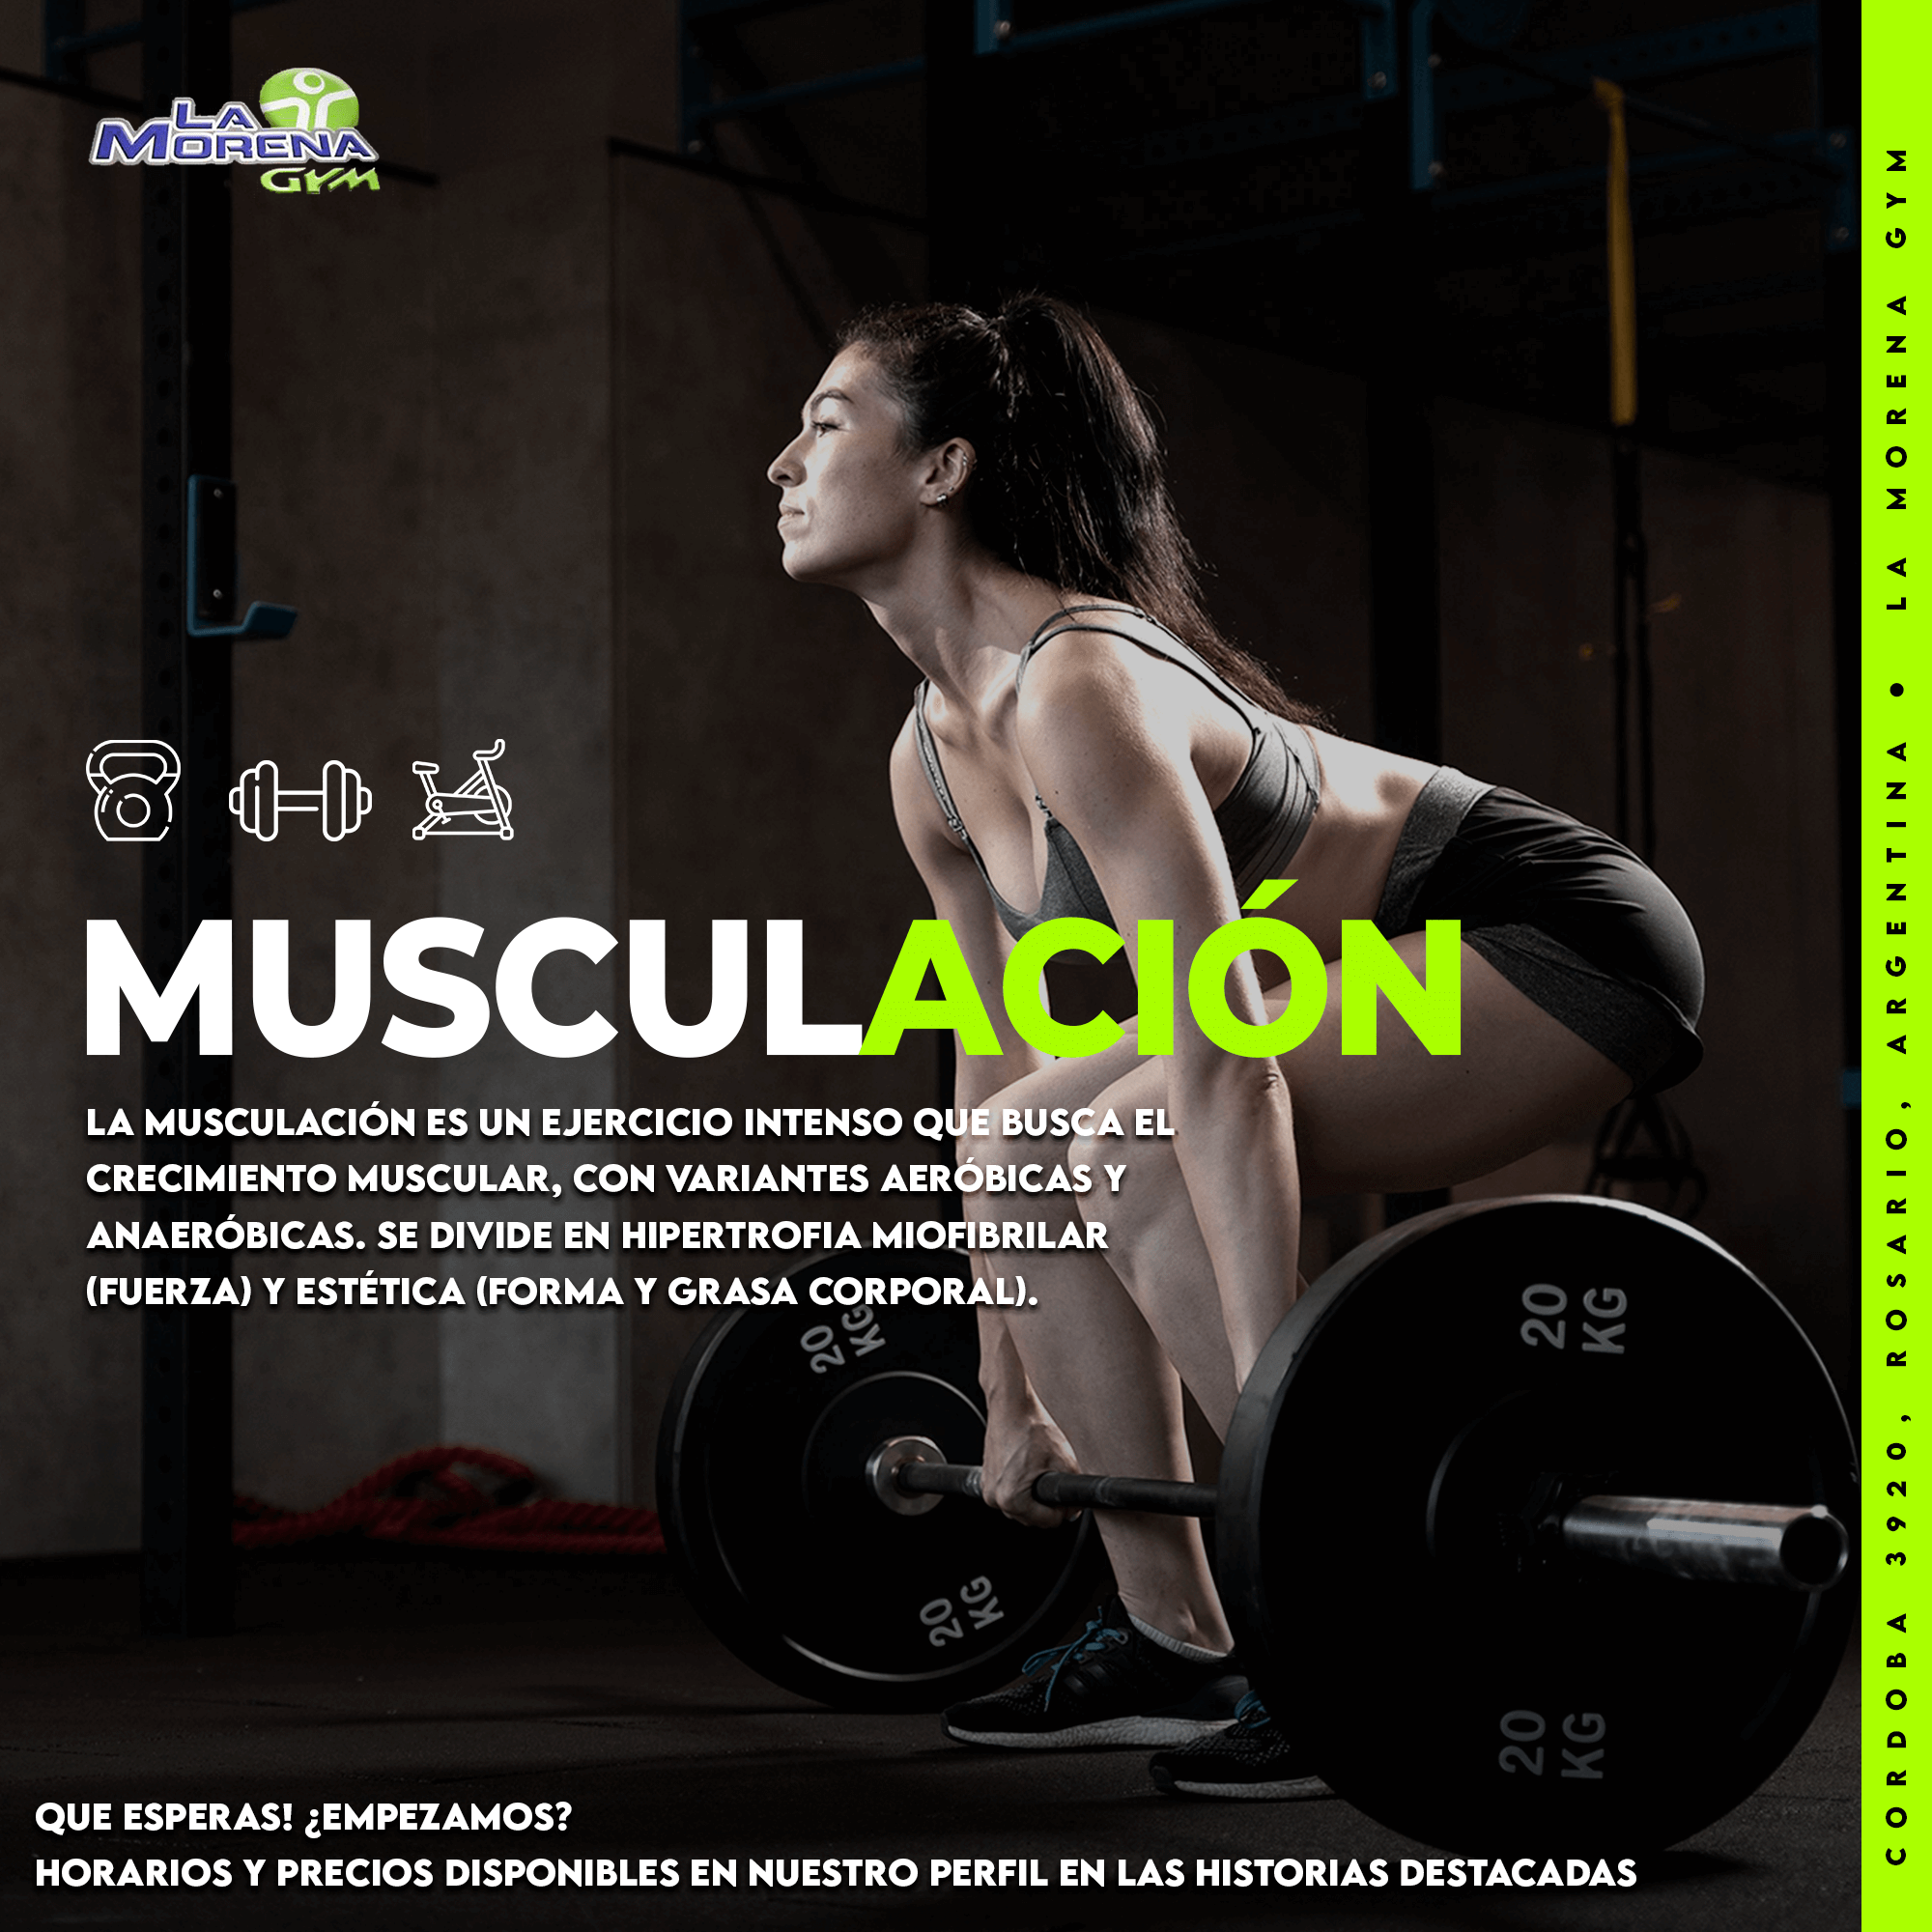 LA
MORENA
GYM
MUSCULACIÓN
LA MUSCULACIÓN ES UN EJERCICIO INTENSO QUE BUSCA EL
CRECIMIENTO MUSCULAR, CON VARIANTES AERÓBICAS Y
ANAERÓBICAS. SE DIVIDE EN HIPERTROFIA MIOFIBRILAR
(FUERZA) Y ESTÉTICA (FORMA Y GRASA CORPORAL).
20
KG
20
KG
20
KG
20
KG
QUE ESPERAS! ¿EMPEZAMOS?
HORARIOS Y PRECIOS DISPONIBLES EN NUESTRO PERFIL EN LAS HISTORIAS DESTACADAS
CORDOBA 3920, ROSARIO, ARGENTINA ● LA MORENA GYM